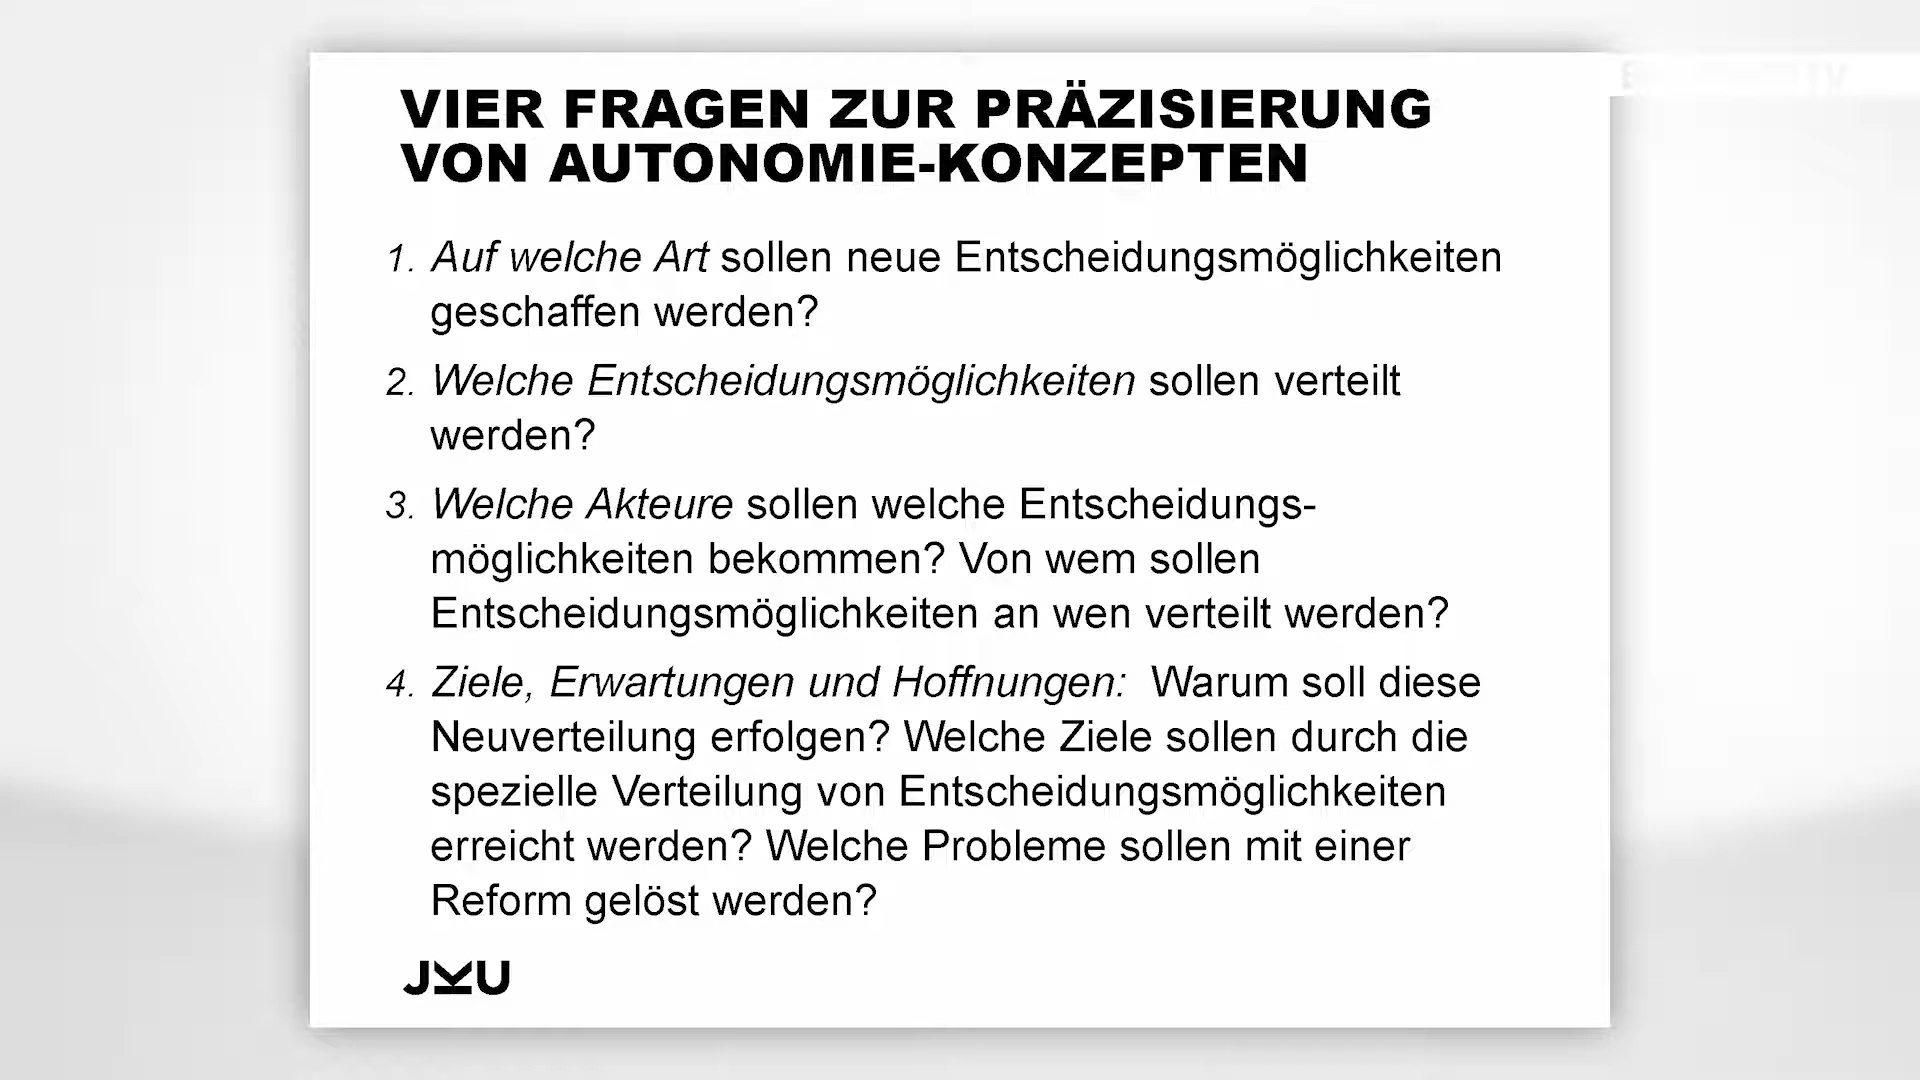 VIER FRAGEN ZUR PRÄZISIERUNG
VON AUTONOMIE-KONZEPTEN
1. Auf welche Art sollen neue Entscheidungsmöglichkeiten
geschaffen werden?
2. Welche Entscheidungsmöglichkeiten sollen verteilt
werden?
3. Welche Akteure sollen welche Entscheidungs-
möglichkeiten bekommen? Von wem sollen
Entscheidungsmöglichkeiten an wen verteilt werden?
4. Ziele, Erwartungen und Hoffnungen: Warum soll diese
Neuverteilung erfolgen? Welche Ziele sollen durch die
spezielle Verteilung von Entscheidungsmöglichkeiten
erreicht werden? Welche Probleme sollen mit einer
Reform gelöst werden?
JKU